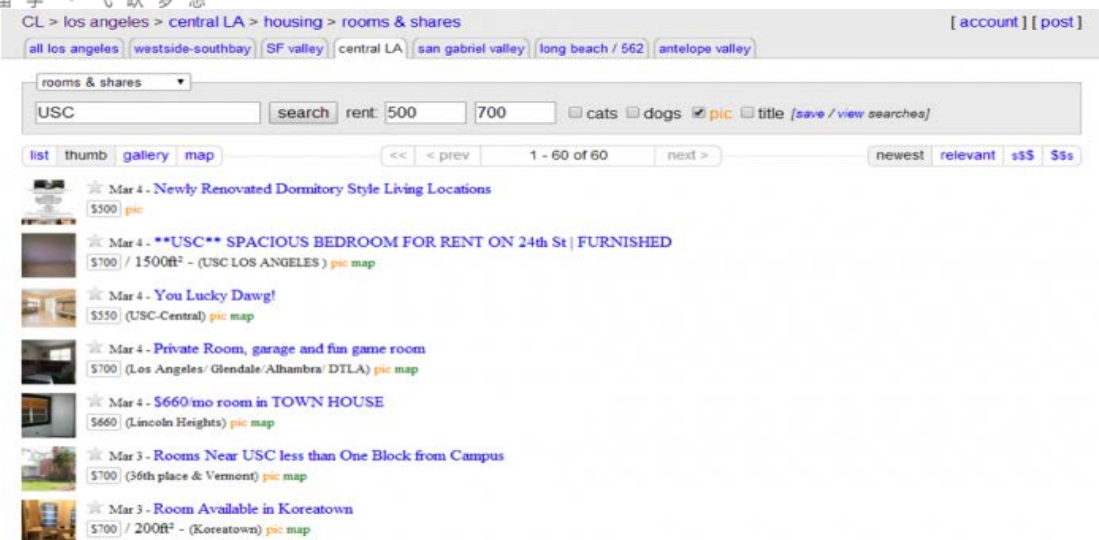 CL > los angeles > central LA > housing > rooms & shares [ account ] [ post ]
all los angeles westside-southbay SF valley central LA san gabriel valley long beach / 562 antelope valley
rooms & shares
USC search rent: 500 700 cats dogs pic title [save / view searches]
list thumb gallery map << < prev 1 - 60 of 60 next > newest relevant s$$ $$s
Mar 4 - Newly Renovated Dormitory Style Living Locations
$500 pic
Mar 4 - **USC** SPACIOUS BEDROOM FOR RENT ON 24th St | FURNISHED
$700 / 1500ft² - (USC LOS ANGELES ) pic map
Mar 4 - You Lucky Dawg!
$550 (USC-Central) pic map
Mar 4 - Private Room, garage and fun game room
$700 (Los Angeles/ Glendale/Alhambra/ DTLA) pic map
Mar 4 - $660/mo room in TOWN HOUSE
$660 (Lincoln Heights) pic map
Mar 3 - Rooms Near USC less than One Block from Campus
$700 (36th place & Vermont) pic map
Mar 3 - Room Available in Koreatown
$700 / 200ft² - (Koreatown) pic map